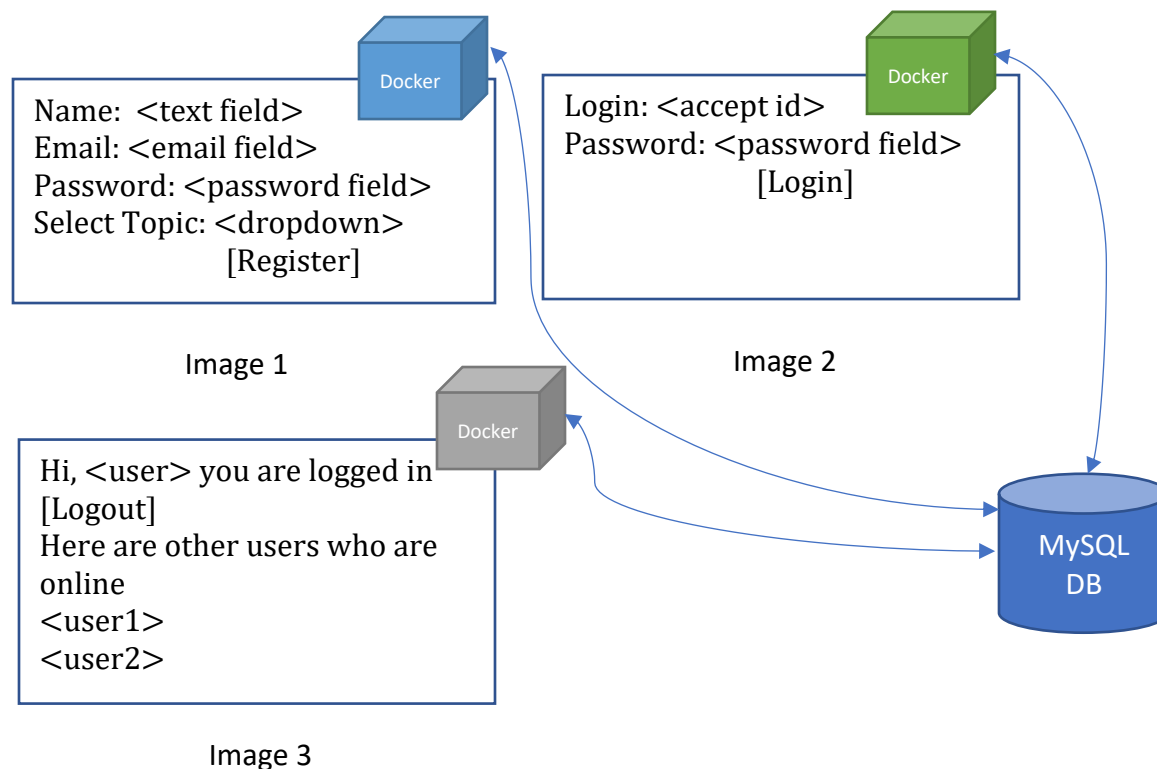 Docker
Name: <text field>
Email: <email field>
Password: <password field>
Select Topic: <dropdown>
[Register]
Image 1
Docker
Login: <accept id>
Password: <password field>
[Login]
Image 2
Docker
Hi, <user> you are logged in
[Logout]
Here are other users who are
online
<user1>
<user2>
Image 3
MySQL
DB